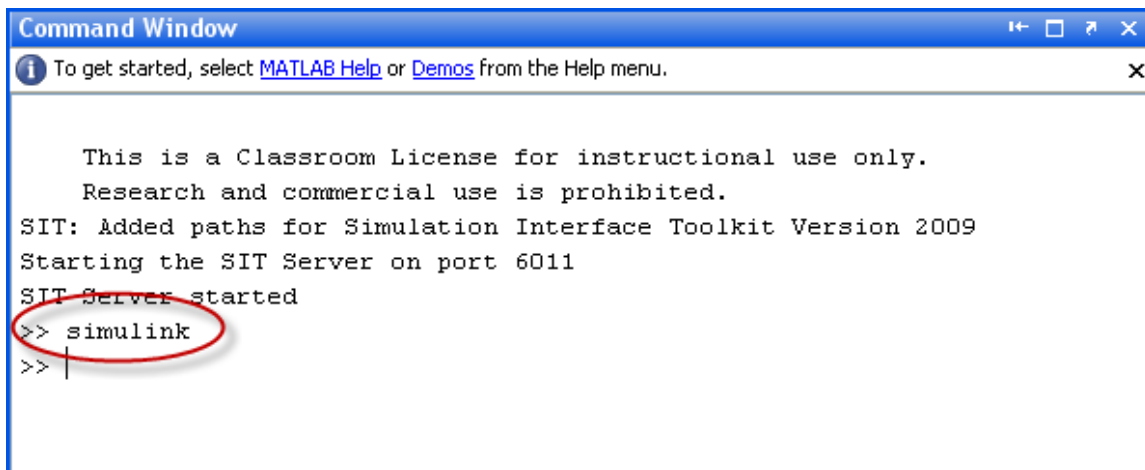 Command Window
To get started, select MATLAB Help or Demos from the Help menu.
This is a Classroom License for instructional use only.
Research and commercial use is prohibited.
SIT: Added paths for Simulation Interface Toolkit Version 2009
Starting the SIT Server on port 6011
SIT Server started
>> simulink
>>